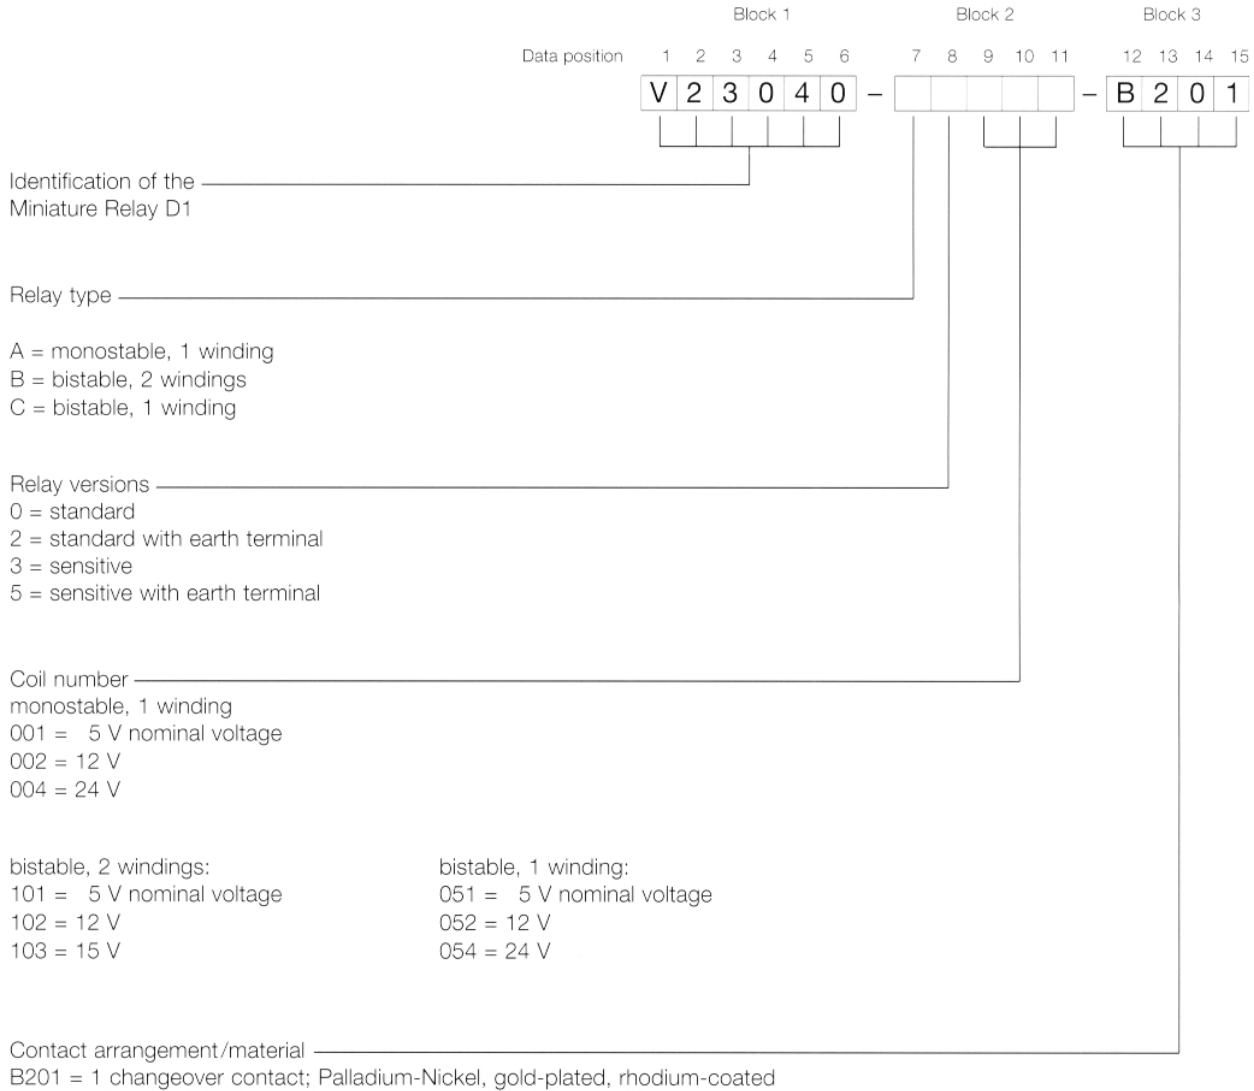 Block 1 Block 2 Block 3
Data position 1 2 3 4 5 6 7 8 9 10 11 12 13 14 15
V 2 3 0 4 0 – – B 2 0 1
Identification of the
Miniature Relay D1
Relay type
A = monostable, 1 winding
B = bistable, 2 windings
C = bistable, 1 winding
Relay versions
0 = standard
2 = standard with earth terminal
3 = sensitive
5 = sensitive with earth terminal
Coil number
monostable, 1 winding
001 = 5 V nominal voltage
002 = 12 V
004 = 24 V
bistable, 2 windings:
101 = 5 V nominal voltage
102 = 12 V
103 = 15 V
bistable, 1 winding:
051 = 5 V nominal voltage
052 = 12 V
054 = 24 V
Contact arrangement/material
B201 = 1 changeover contact; Palladium-Nickel, gold-plated, rhodium-coated